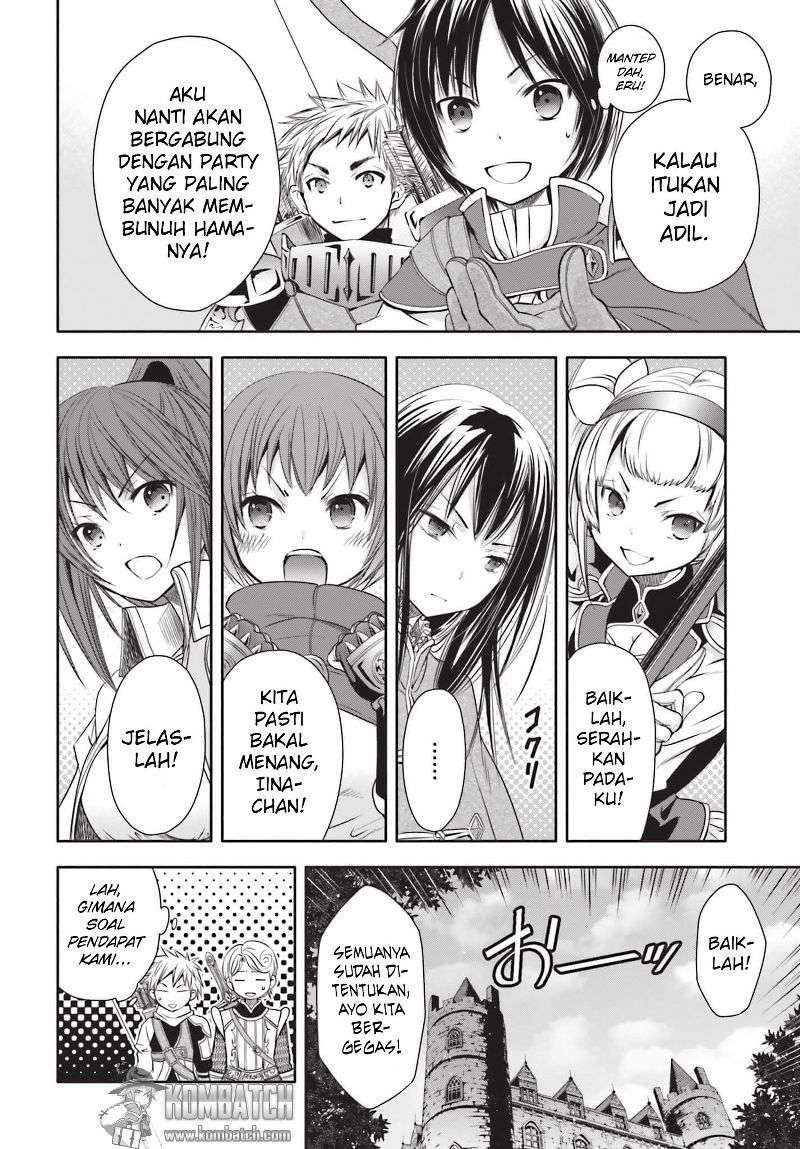 BENAR,
MANTEP
DAH,
ERU!
KALAU
ITUKAN
JADI
ADIL.
AKU
NANTI AKAN
BERGABUNG
DENGAN PARTY
YANG PALING
BANYAK MEM-
BUNUH HAMA-
NYA!
BAIK-
LAH,
SERAH-
KAN
PADA-
KU!
コクリ
......
KITA
PASTI
BAKAL
MENANG,
IINA-
CHAN!
JELAS-
LAH!
BAIK-
LAH!
おーッ
SEMUANYA
SUDAH DI-
TENTUKAN,
AYO KITA
BER-
GEGAS!
LAH,
GIMANA
SOAL
PENDAPAT
KAMI...
KOMBATCH
www.kombatch.com